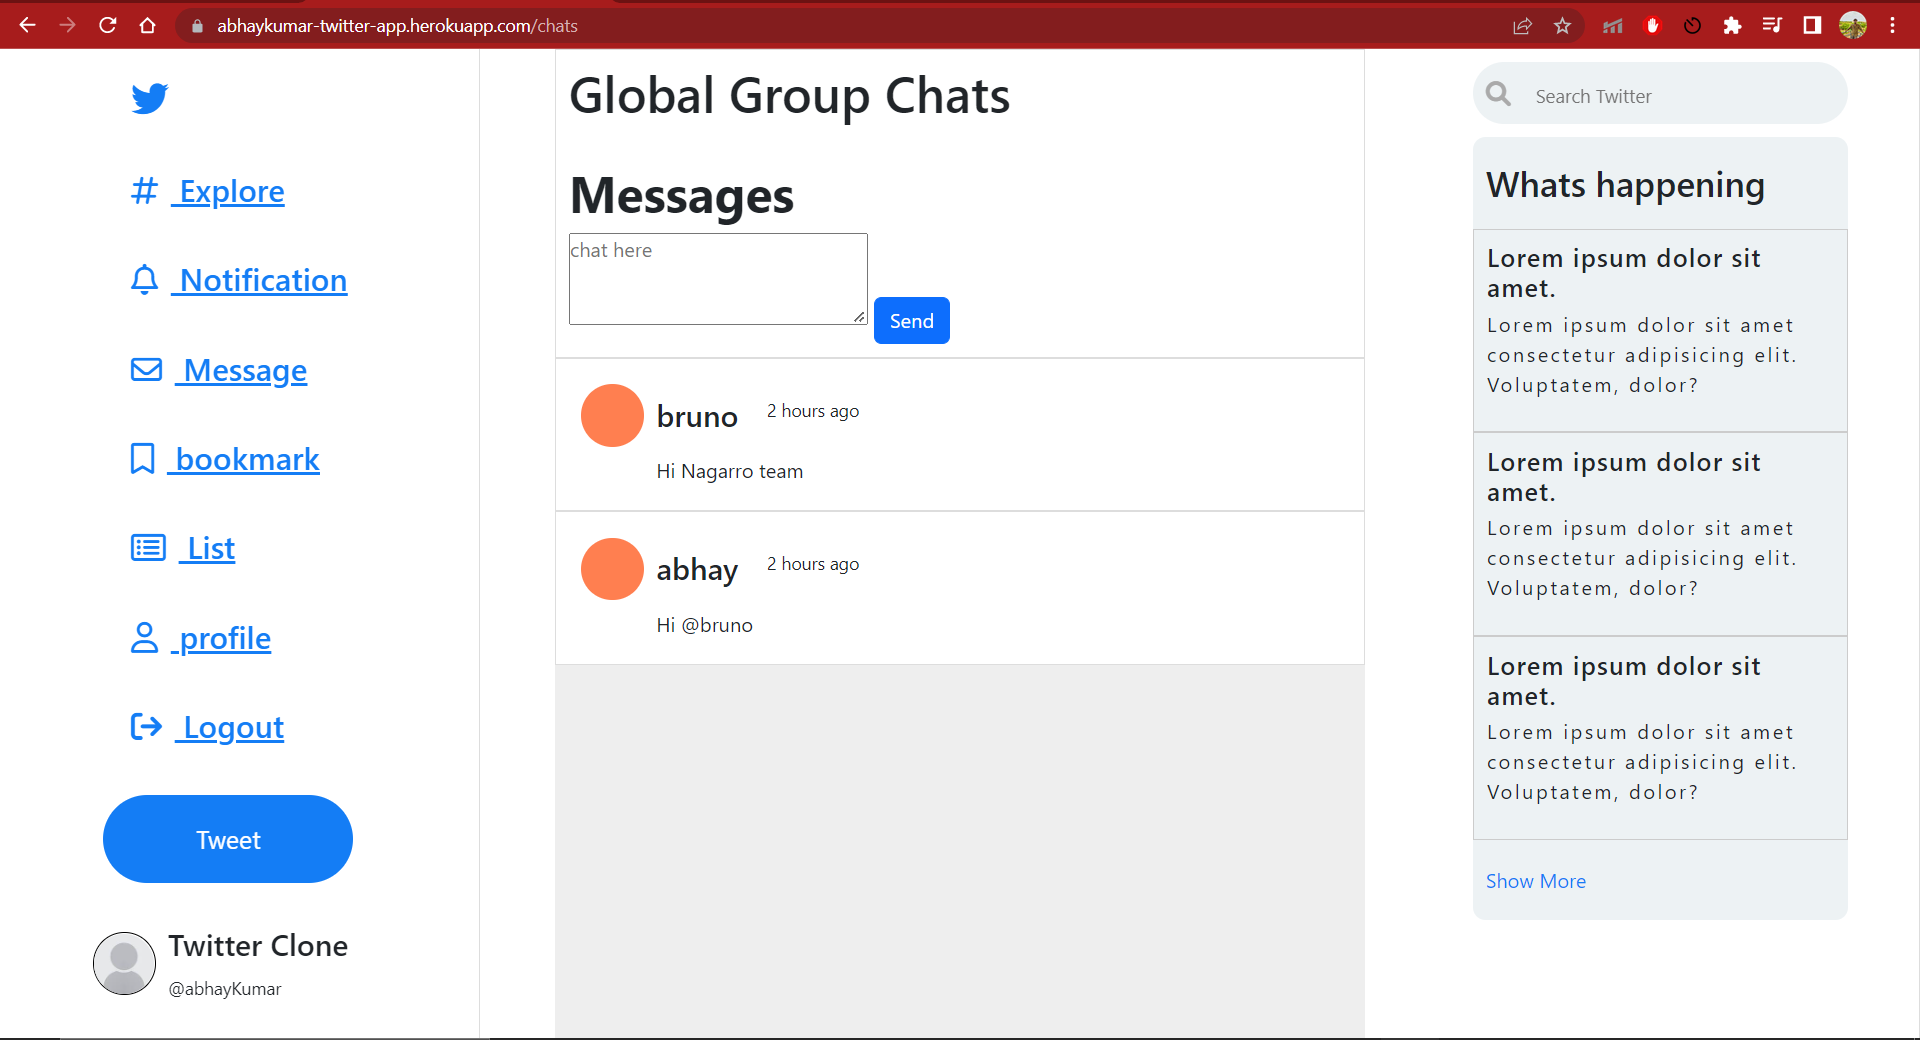 abhaykumar-twitter-app.herokuapp.com/chats
# Explore
Notification
Message
bookmark
List
profile
Logout
Tweet
Twitter Clone
@abhayKumar
Global Group Chats
Messages
chat here
Send
bruno 2 hours ago
Hi Nagarro team
abhay 2 hours ago
Hi @bruno
Search Twitter
Whats happening
Lorem ipsum dolor sit
amet.
Lorem ipsum dolor sit amet
consectetur adipisicing elit.
Voluptatem, dolor?
Lorem ipsum dolor sit
amet.
Lorem ipsum dolor sit amet
consectetur adipisicing elit.
Voluptatem, dolor?
Lorem ipsum dolor sit
amet.
Lorem ipsum dolor sit amet
consectetur adipisicing elit.
Voluptatem, dolor?
Show More